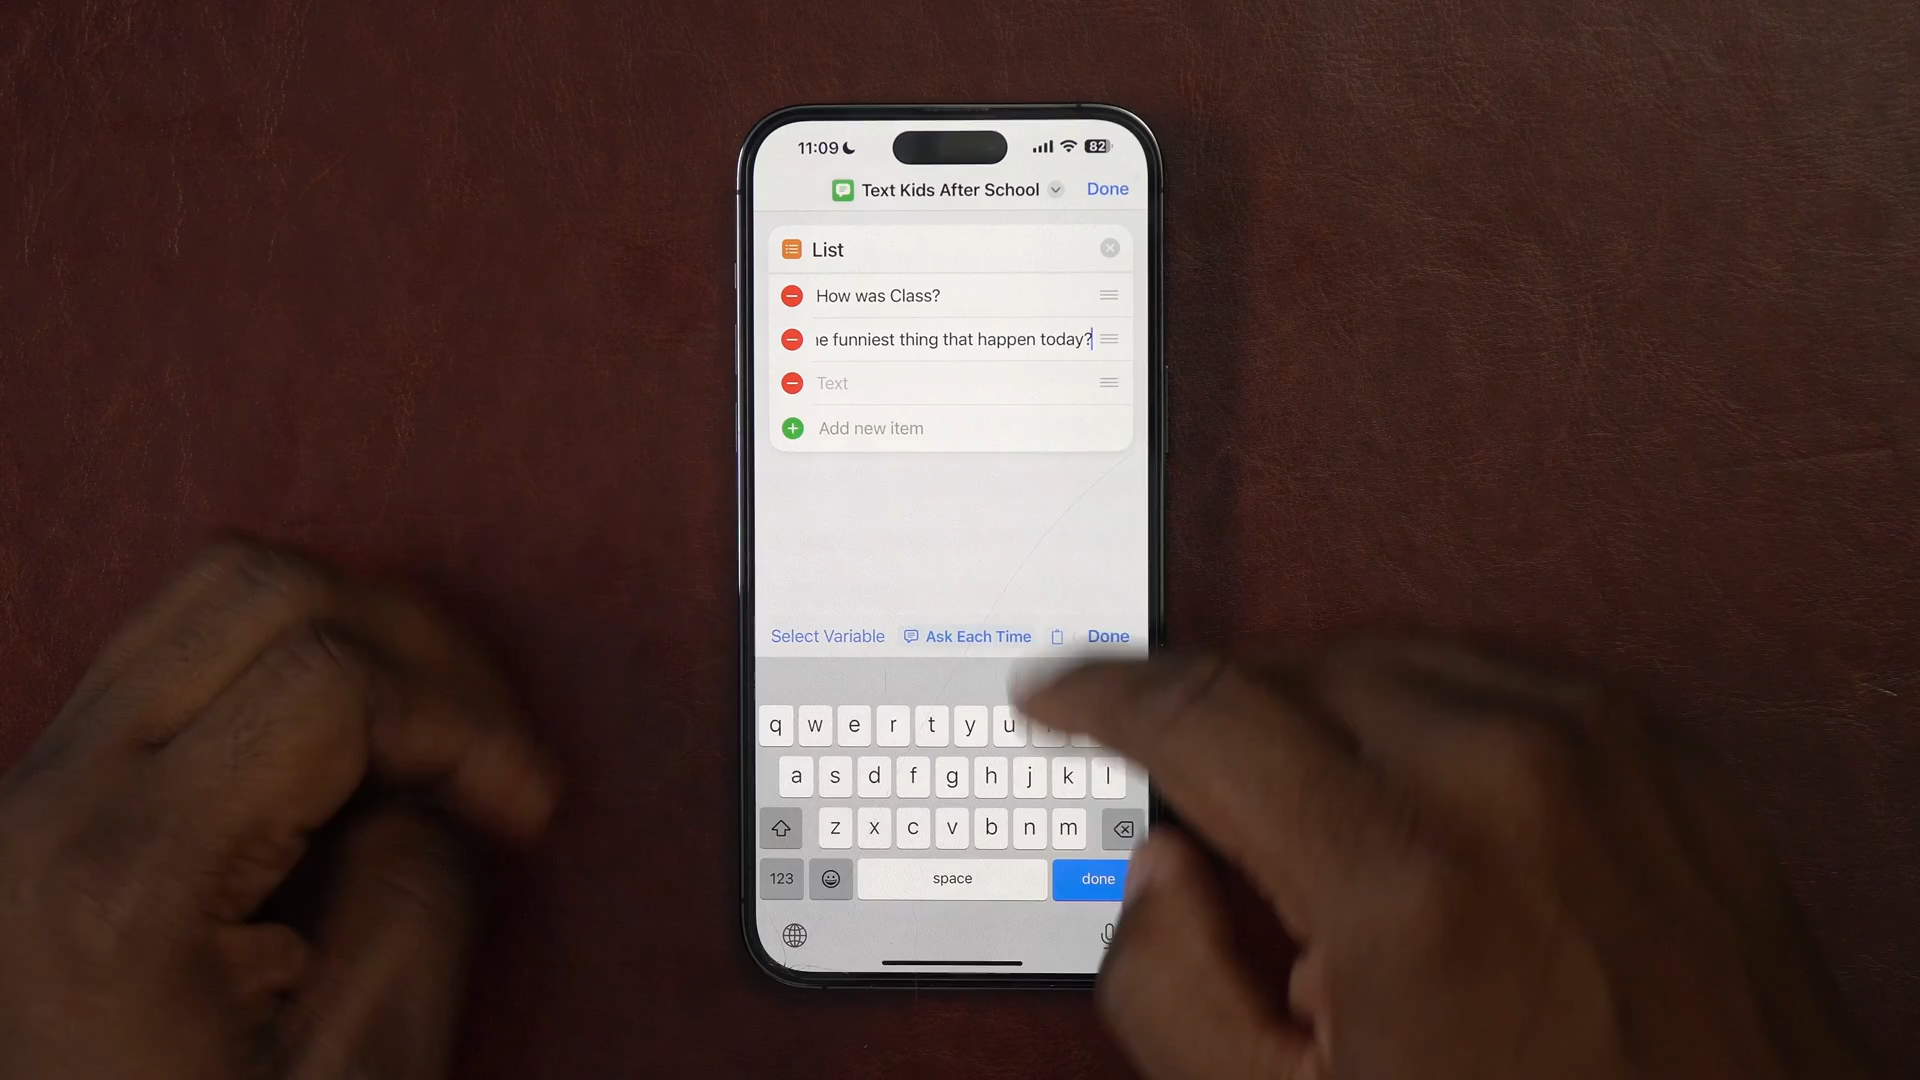 11:09 82
Text Kids After School Done
List
How was Class?
funniest thing that happen today?
Text
Add new item
Select Variable Ask Each Time Done
q w e r t y u
a s d f g h j k l
z x c v b n m
123 space done